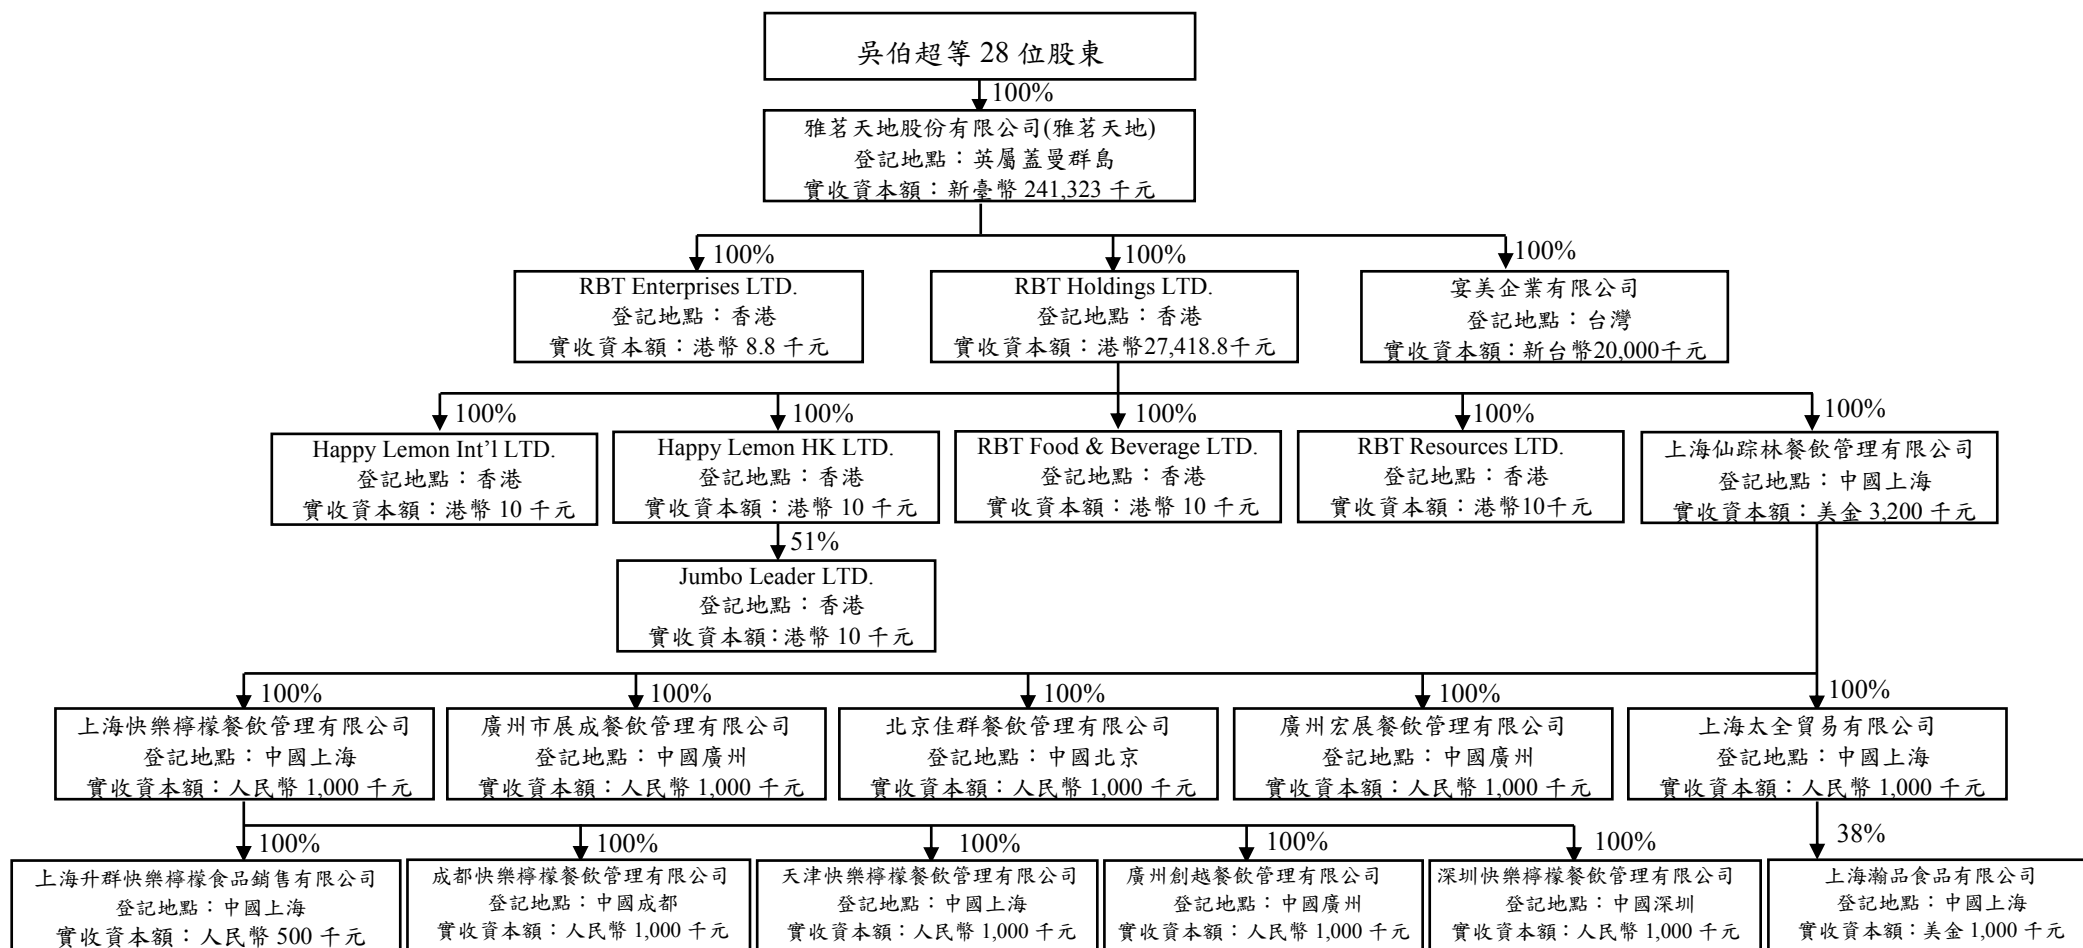 吳伯超等 28 位股東
100%
雅茗天地股份有限公司(雅茗天地)
登記地點：英屬蓋曼群島
實收資本額：新臺幣 241,323 千元
100%
RBT Enterprises LTD.
登記地點：香港
實收資本額：港幣 8.8 千元
100%
RBT Holdings LTD.
登記地點：香港
實收資本額：港幣27,418.8千元
100%
宴美企業有限公司
登記地點：台灣
實收資本額：新台幣20,000千元
100%
Happy Lemon Int’l LTD.
登記地點：香港
實收資本額：港幣 10 千元
100%
Happy Lemon HK LTD.
登記地點：香港
實收資本額：港幣 10 千元
100%
RBT Food & Beverage LTD.
登記地點：香港
實收資本額：港幣 10 千元
100%
RBT Resources LTD.
登記地點：香港
實收資本額：港幣10千元
100%
上海仙踪林餐飲管理有限公司
登記地點：中國上海
實收資本額：美金 3,200 千元
51%
Jumbo Leader LTD.
登記地點：香港
實收資本額：港幣 10 千元
100%
上海快樂檸檬餐飲管理有限公司
登記地點：中國上海
實收資本額：人民幣 1,000 千元
100%
廣州市展成餐飲管理有限公司
登記地點：中國廣州
實收資本額：人民幣 1,000 千元
100%
北京佳群餐飲管理有限公司
登記地點：中國北京
實收資本額：人民幣 1,000 千元
100%
廣州宏展餐飲管理有限公司
登記地點：中國廣州
實收資本額：人民幣 1,000 千元
100%
上海太全貿易有限公司
登記地點：中國上海
實收資本額：人民幣 1,000 千元
100%
上海升群快樂檸檬食品銷售有限公司
登記地點：中國上海
實收資本額：人民幣 500 千元
100%
成都快樂檸檬餐飲管理有限公司
登記地點：中國成都
實收資本額：人民幣 1,000 千元
100%
天津快樂檸檬餐飲管理有限公司
登記地點：中國上海
實收資本額：人民幣 1,000 千元
100%
廣州創越餐飲管理有限公司
登記地點：中國廣州
實收資本額：人民幣 1,000 千元
100%
深圳快樂檸檬餐飲管理有限公司
登記地點：中國深圳
實收資本額：人民幣 1,000 千元
38%
上海瀚品食品有限公司
登記地點：中國上海
實收資本額：美金 1,000 千元